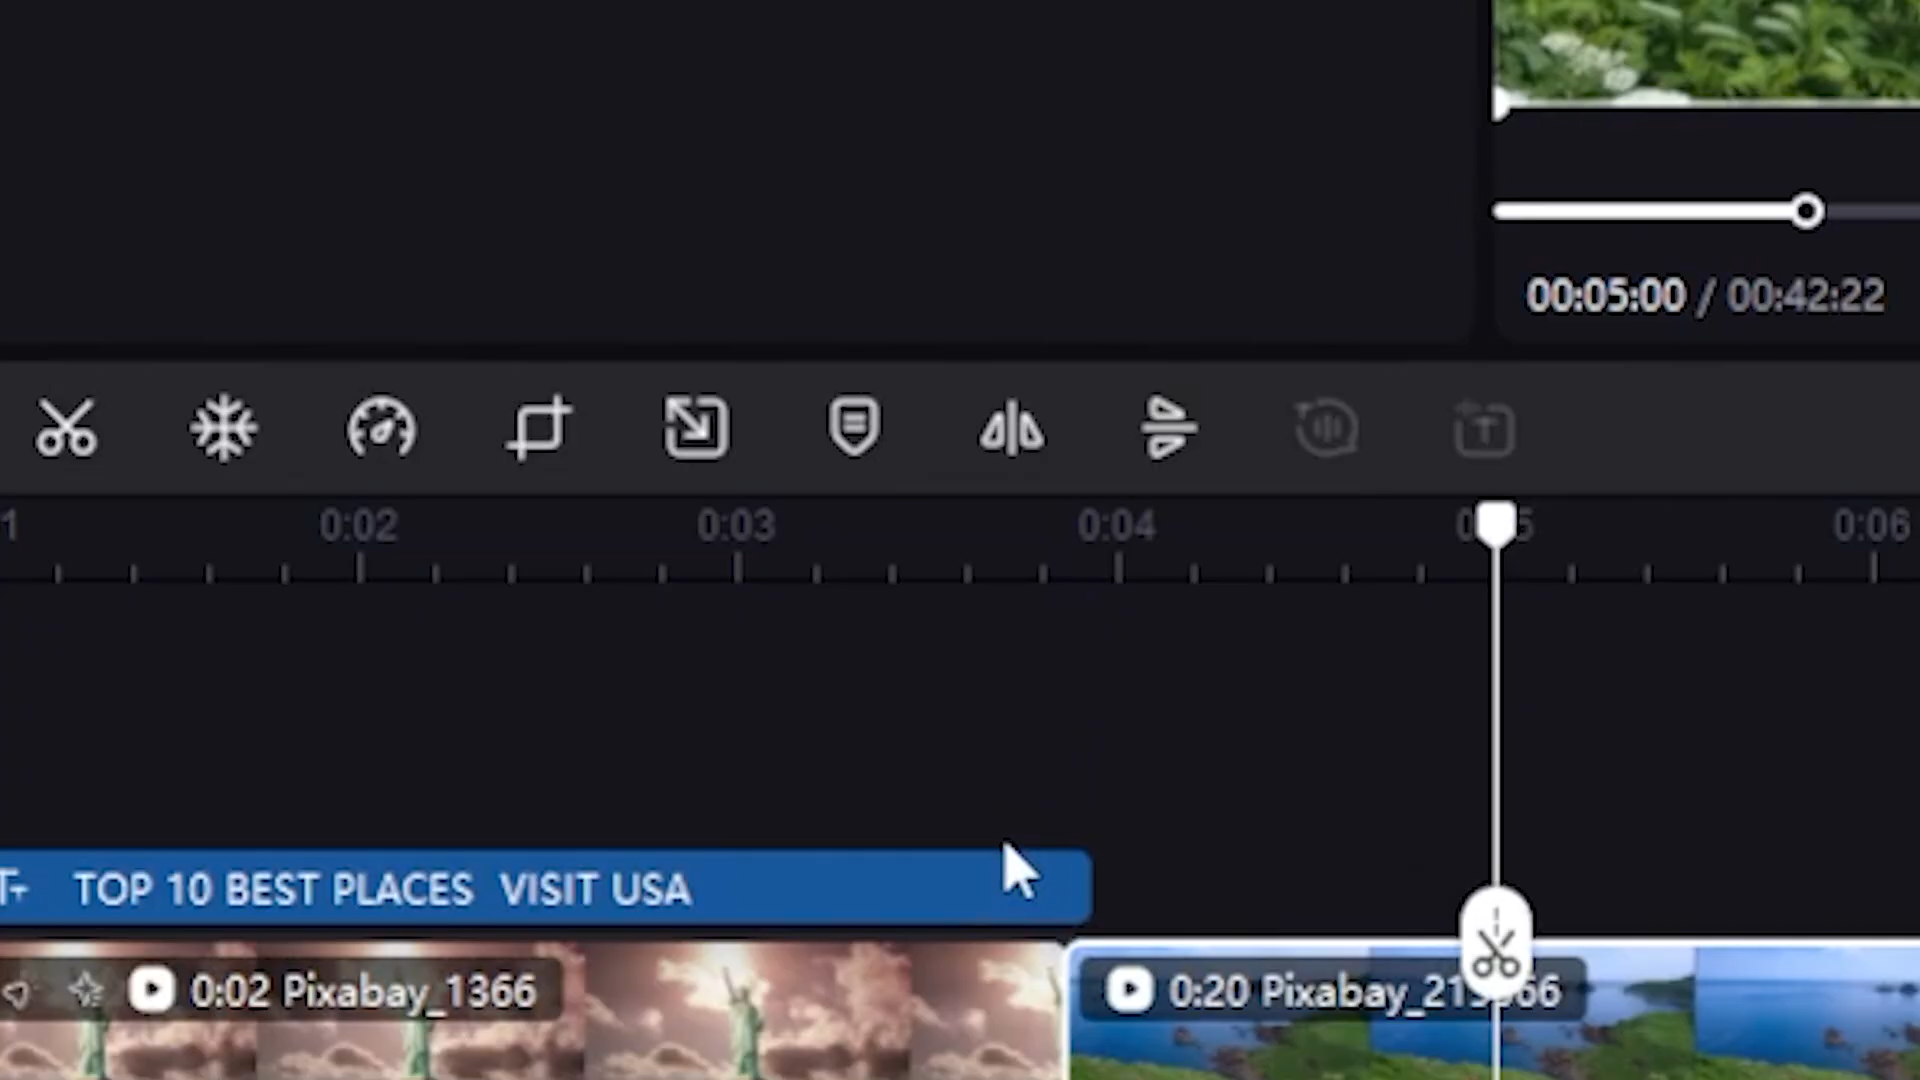 00:05:00 / 00:42:22
0:02 0:03 0:04 0:06
TOP 10 BEST PLACES VISIT USA
0:02 Pixabay_1366
0:20 Pixabay_